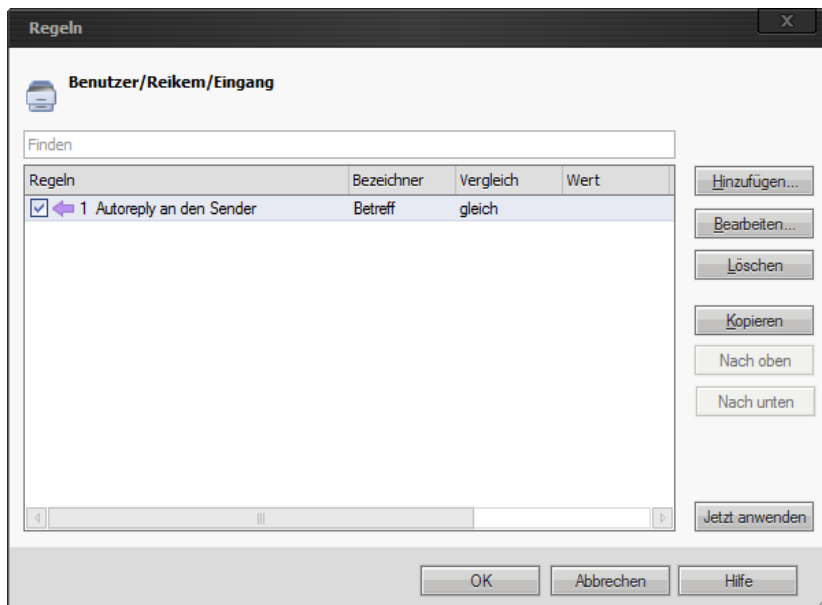 Regeln
X
Benutzer/Reikem/Eingang
Finden
Regeln Bezeichner Vergleich Wert
1 Autoreply an den Sender Betreff gleich
Hinzufügen...
Bearbeiten...
Löschen
Kopieren
Nach oben
Nach unten
Jetzt anwenden
OK Abbrechen Hilfe